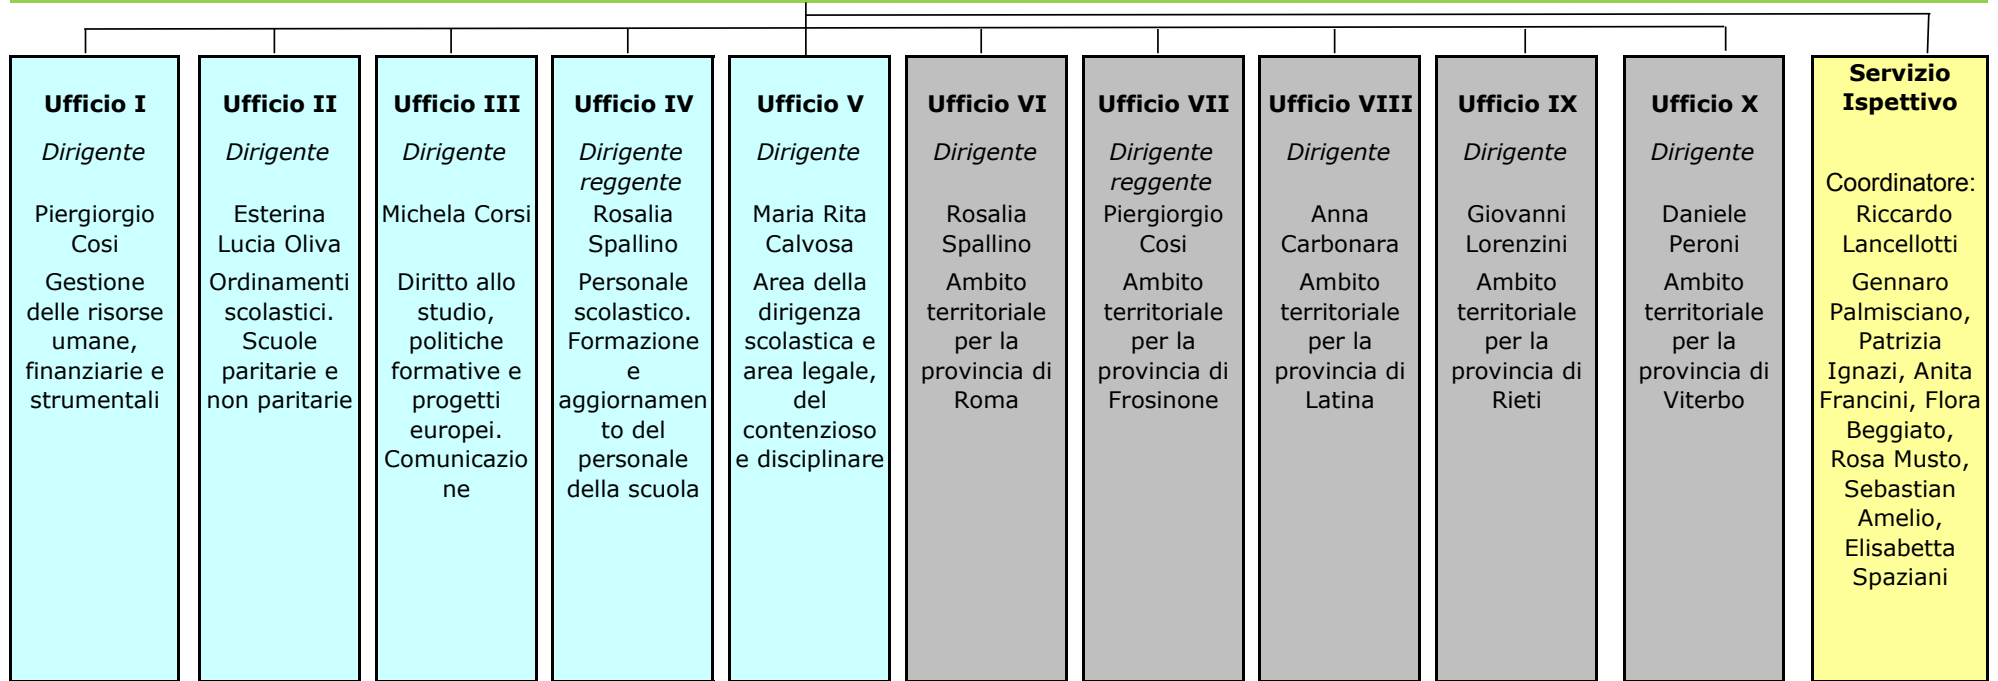 Ufficio I
Dirigente
Piergiorgio
Cosi
Gestione
delle risorse
umane,
finanziarie e
strumentali
Ufficio II
Dirigente
Esterina
Lucia Oliva
Ordinamenti
scolastici.
Scuole
paritarie e
non paritarie
Ufficio III
Dirigente
Michela Corsi
Diritto allo
studio,
politiche
formative e
progetti
europei.
Comunicazio
ne
Ufficio IV
Dirigente
reggente
Rosalia
Spallino
Personale
scolastico.
Formazione
e
aggiornamen
to del
personale
della scuola
Ufficio V
Dirigente
Maria Rita
Calvosa
Area della
dirigenza
scolastica e
area legale,
del
contenzioso
e disciplinare
Ufficio VI
Dirigente
Rosalia
Spallino
Ambito
territoriale
per la
provincia di
Roma
Ufficio VII
Dirigente
reggente
Piergiorgio
Cosi
Ambito
territoriale
per la
provincia di
Frosinone
Ufficio VIII
Dirigente
Anna
Carbonara
Ambito
territoriale
per la
provincia di
Latina
Ufficio IX
Dirigente
Giovanni
Lorenzini
Ambito
territoriale
per la
provincia di
Rieti
Ufficio X
Dirigente
Daniele
Peroni
Ambito
territoriale
per la
provincia di
Viterbo
Servizio
Ispettivo
Coordinatore:
Riccardo
Lancellotti
Gennaro
Palmisciano,
Patrizia
Ignazi, Anita
Francini, Flora
Beggiato,
Rosa Musto,
Sebastian
Amelio,
Elisabetta
Spaziani